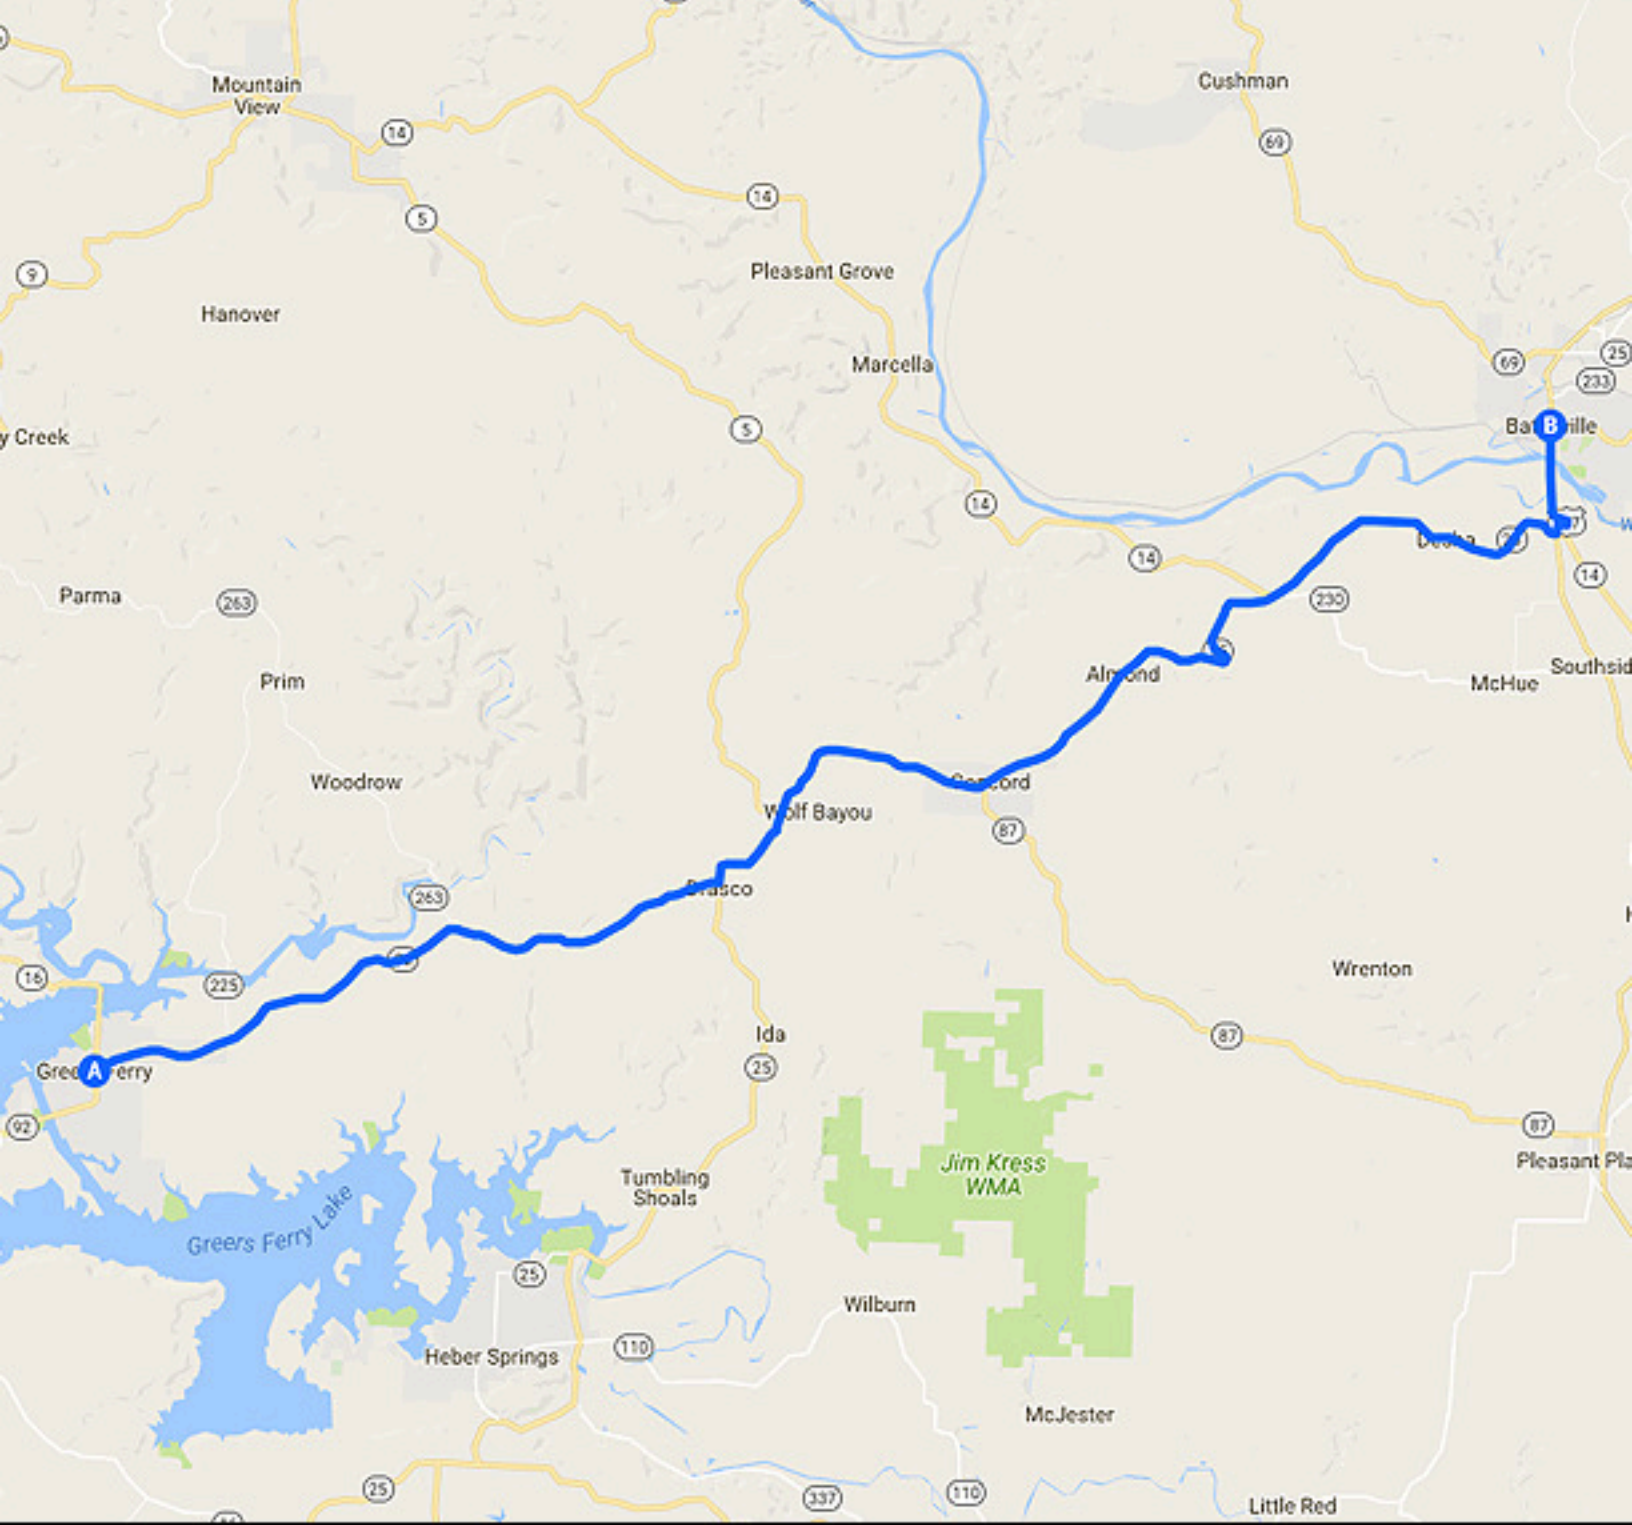 Mountain
View
Cushman
14
69
14
5
9
Pleasant Grove
Hanover
Marcella
69
25
233
y Creek
5
B
14
14
14
Parma
263
230
Prim
Almond
McHue
Southsid
Woodrow
Concord
Wolf Bayou
87
263
16
225
Wrenton
Ida
87
25
A
92
87
Jim Kress
WMA
Pleasant Pla
Tumbling
Shoals
Greers Ferry Lake
25
Wilburn
110
Heber Springs
McJester
25
337
110
Little Red